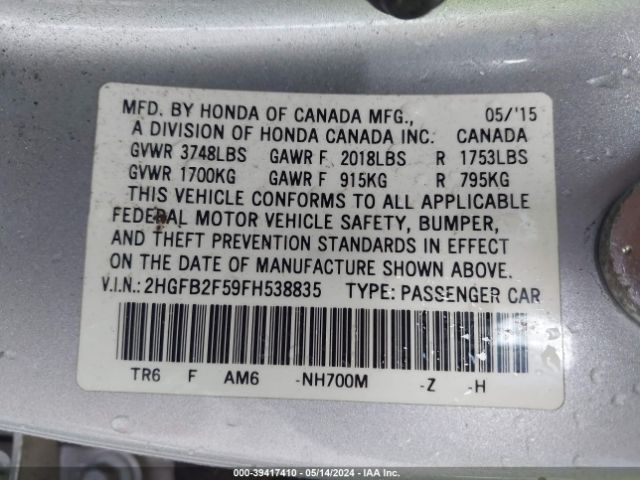 MFD. BY HONDA OF CANADA MFG., 05/'15
A DIVISION OF HONDA CANADA INC. CANADA
GVWR 3748LBS GAWR F 2018LBS R 1753LBS
GVWR 1700KG GAWR F 915KG R 795KG
THIS VEHICLE CONFORMS TO ALL APPLICABLE
FEDERAL MOTOR VEHICLE SAFETY, BUMPER,
AND THEFT PREVENTION STANDARDS IN EFFECT
ON THE DATE OF MANUFACTURE SHOWN ABOVE.
V.I.N.: 2HGFB2F59FH538835 TYPE: PASSENGER CAR
TR6 F AM6 -NH700M -Z -H
000-39417410 - 05/14/2024 - IAA Inc.